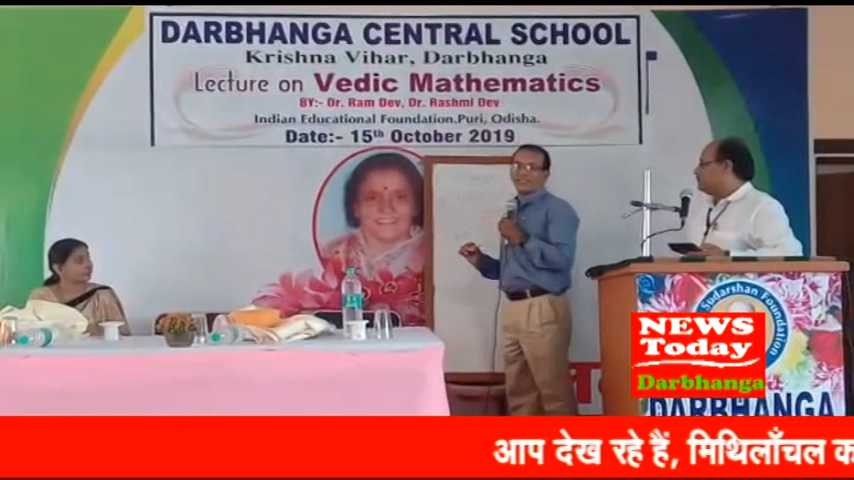 DARBHANGA CENTRAL SCHOOL
Krishna Vihar, Darbhanga
Lecture on Vedic Mathematics
BY:- Dr. Ram Dev, Dr. Rashmi Dev
Indian Educational Foundation.Puri, Odisha.
Date:- 15th October 2019
Sudarshan Foundation
NEWS
Today
Darbhanga
DARBHANGA
आप देख रहे हैं, मिथिलाँचल क